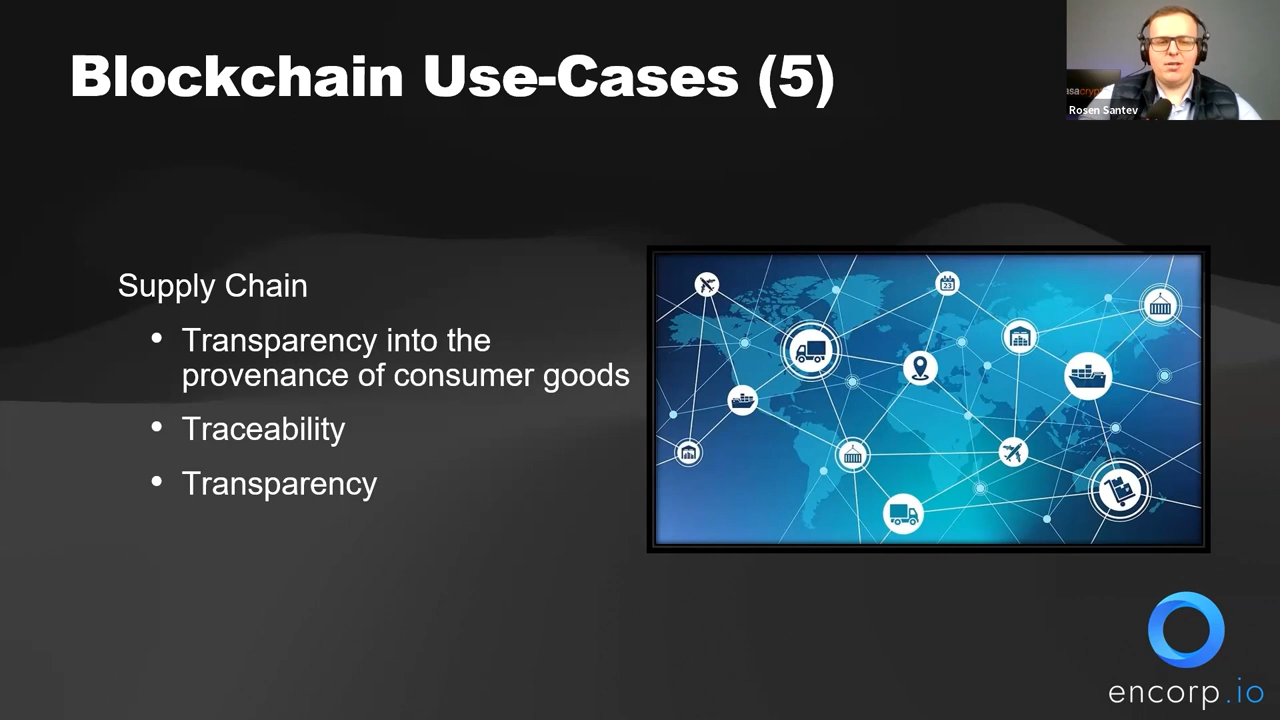 Blockchain Use-Cases (5)
asacryp
Rosen Santev
Supply Chain
• Transparency into the
provenance of consumer goods
• Traceability
• Transparency
23
encorp.io